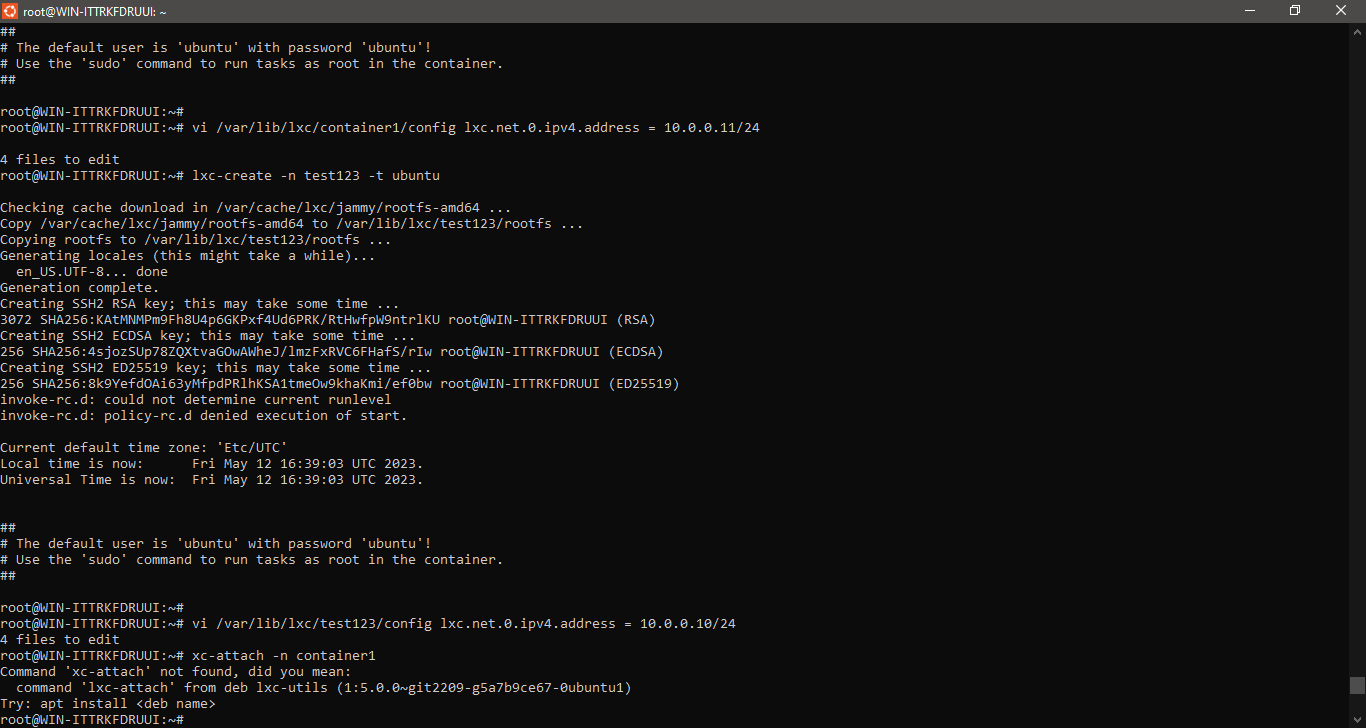 root@WIN-ITTRKFDRUUI: ~
##
# The default user is 'ubuntu' with password 'ubuntu'!
# Use the 'sudo' command to run tasks as root in the container.
##
root@WIN-ITTRKFDRUUI:~#
root@WIN-ITTRKFDRUUI:~# vi /var/lib/lxc/container1/config lxc.net.0.ipv4.address = 10.0.0.11/24
4 files to edit
root@WIN-ITTRKFDRUUI:~# lxc-create -n test123 -t ubuntu
Checking cache download in /var/cache/lxc/jammy/rootfs-amd64 ...
Copy /var/cache/lxc/jammy/rootfs-amd64 to /var/lib/lxc/test123/rootfs ...
Copying rootfs to /var/lib/lxc/test123/rootfs ...
Generating locales (this might take a while)...
  en_US.UTF-8... done
Generation complete.
Creating SSH2 RSA key; this may take some time ...
3072 SHA256:KAtMNMPm9Fh8U4p6GKPxf4Ud6PRK/RtHwfpW9ntrlKU root@WIN-ITTRKFDRUUI (RSA)
Creating SSH2 ECDSA key; this may take some time ...
256 SHA256:4sjozSUp78ZQXtvaGOwAWheJ/lmzFxRVC6FHafS/rIw root@WIN-ITTRKFDRUUI (ECDSA)
Creating SSH2 ED25519 key; this may take some time ...
256 SHA256:8k9YefdOAi63yMfpdPRlhKSA1tmeOw9khaKmi/ef0bw root@WIN-ITTRKFDRUUI (ED25519)
invoke-rc.d: could not determine current runlevel
invoke-rc.d: policy-rc.d denied execution of start.
Current default time zone: 'Etc/UTC'
Local time is now:      Fri May 12 16:39:03 UTC 2023.
Universal Time is now:  Fri May 12 16:39:03 UTC 2023.
##
# The default user is 'ubuntu' with password 'ubuntu'!
# Use the 'sudo' command to run tasks as root in the container.
##
root@WIN-ITTRKFDRUUI:~#
root@WIN-ITTRKFDRUUI:~# vi /var/lib/lxc/test123/config lxc.net.0.ipv4.address = 10.0.0.10/24
4 files to edit
root@WIN-ITTRKFDRUUI:~# xc-attach -n container1
Command 'xc-attach' not found, did you mean:
  command 'lxc-attach' from deb lxc-utils (1:5.0.0~git2209-g5a7b9ce67-0ubuntu1)
Try: apt install <deb name>
root@WIN-ITTRKFDRUUI:~#